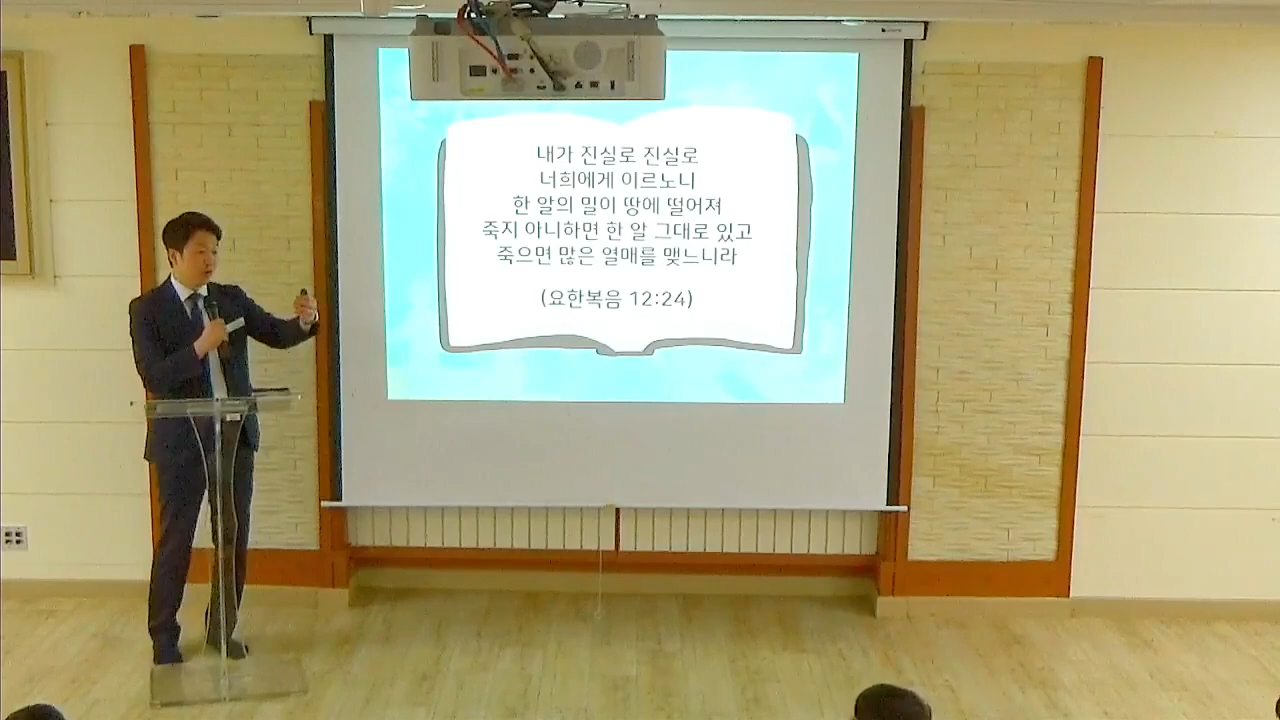 내가 진실로 진실로
너희에게 이르노니
한 알의 밀이 땅에 떨어져
죽지 아니하면 한 알 그대로 있고
죽으면 많은 열매를 맺느니라
(요한복음 12:24)